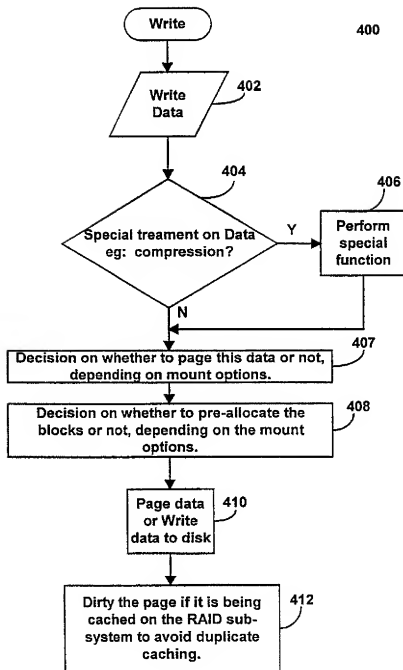 Write
400
Write
Data
402
404
406
Special treament on Data
eg: compression?
Y
Perform
special
function
N
Decision on whether to page this data or not,
depending on mount options.
407
Decision on whether to pre-allocate the
blocks or not, depending on the mount
options.
408
Page data
or Write
data to disk
410
Dirty the page if it is being
cached on the RAID sub-
system to avoid duplicate
caching.
412